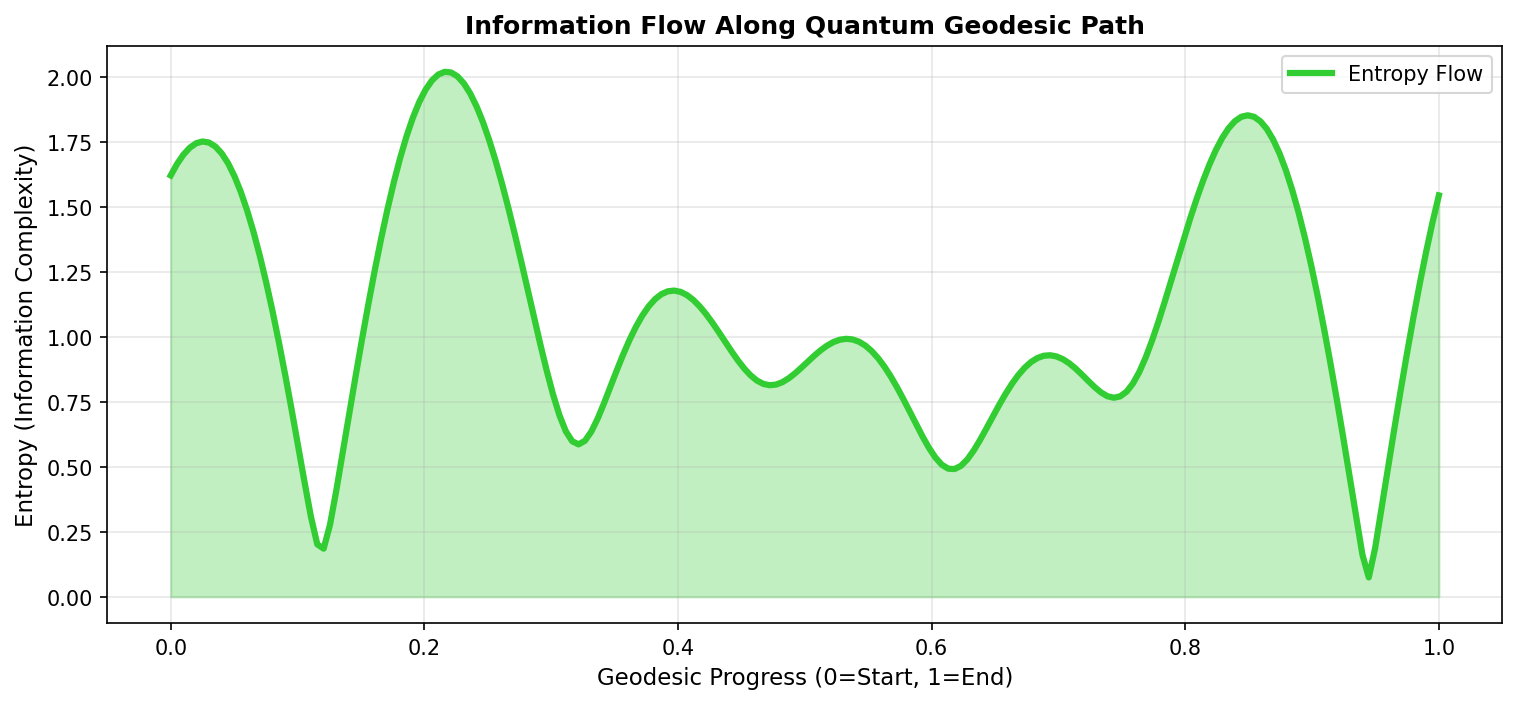 Information Flow Along Quantum Geodesic Path
Entropy Flow
Entropy (Information Complexity)
2.00
1.75
1.50
1.25
1.00
0.75
0.50
0.25
0.00
0.0 0.2 0.4 0.6 0.8 1.0
Geodesic Progress (0=Start, 1=End)